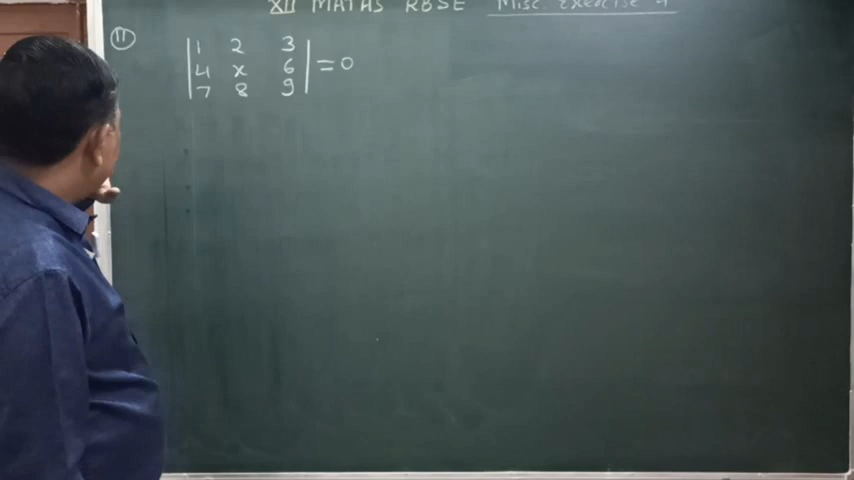 XII MATHS RBSE Misc. Exercise 4
11 | 1 2 3 |
| 4 x 6 | = 0
| 7 8 9 |